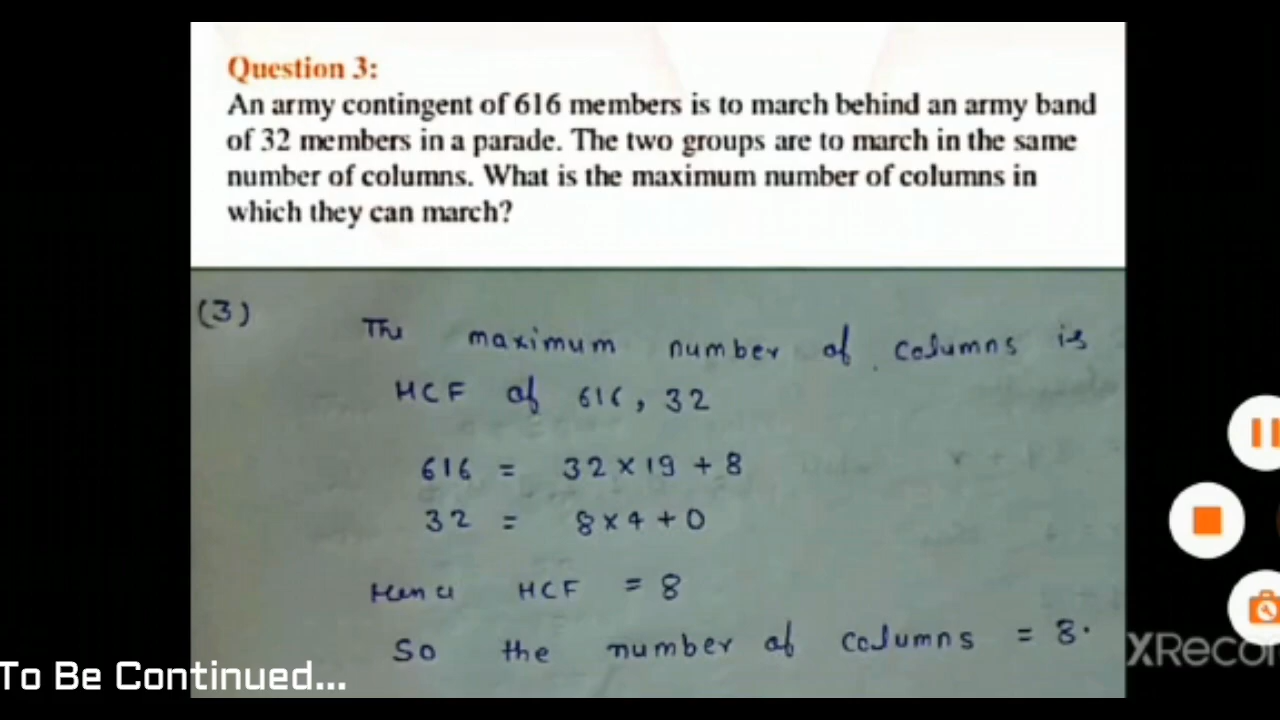 Question 3:
An army contingent of 616 members is to march behind an army band
of 32 members in a parade. The two groups are to march in the same
number of columns. What is the maximum number of columns in
which they can march?
(3)
The maximum number of columns is
HCF of 616, 32
616 = 32 × 19 + 8
32 = 8 × 4 + 0
Hence HCF = 8
So the number of columns = 8.
To Be Continued...
XRecor